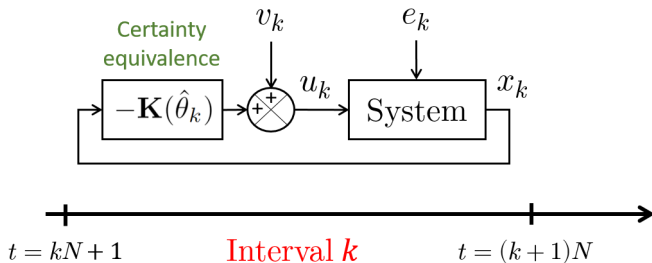 Certainty
equivalence
v_k
e_k
−K(θ̂_k)
+
+
u_k
System
x_k
t = kN + 1
Interval k
t = (k + 1)N